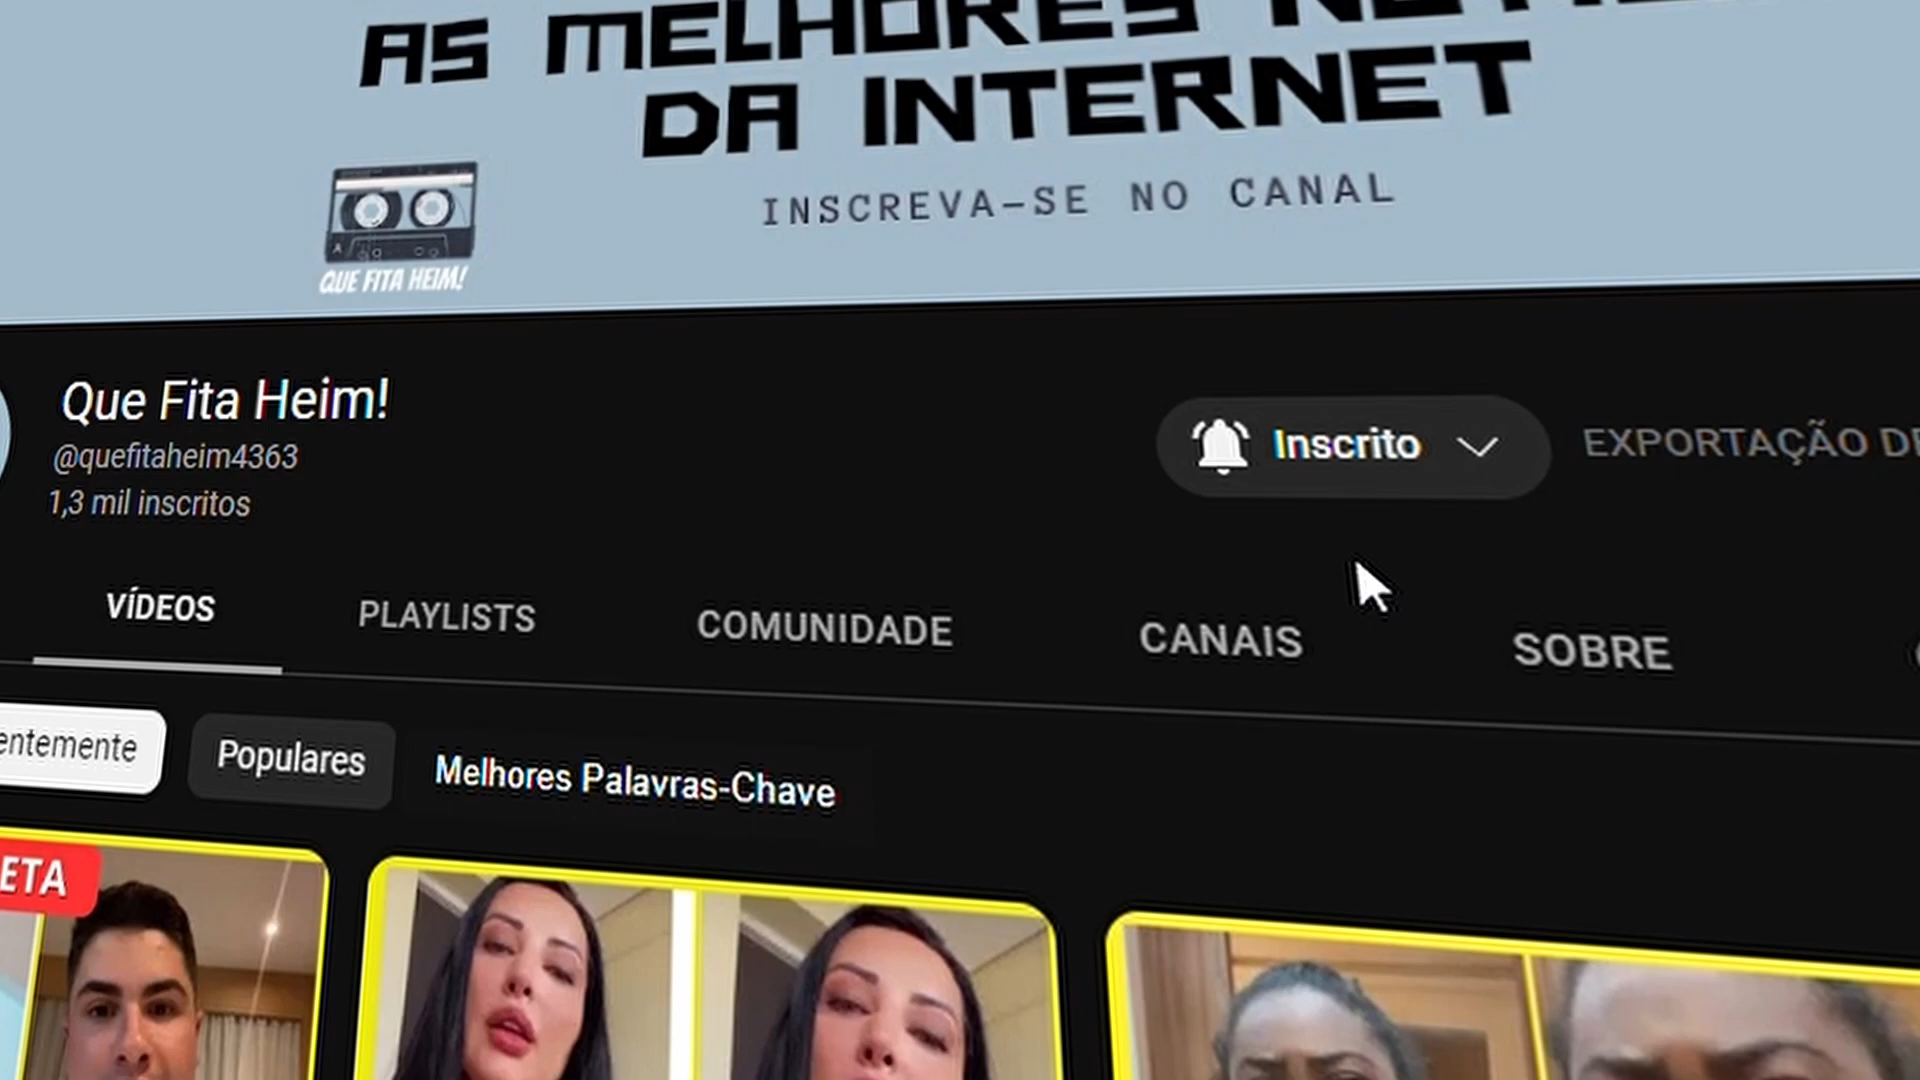 AS MELHORES
DA INTERNET
INSCREVA-SE NO CANAL
QUE FITA HEIM!
Que Fita Heim!
@quefitaheim4363
1,3 mil inscritos
Inscrito
EXPORTAÇÃO
VÍDEOS
PLAYLISTS
COMUNIDADE
CANAIS
SOBRE
Populares
Melhores Palavras-Chave